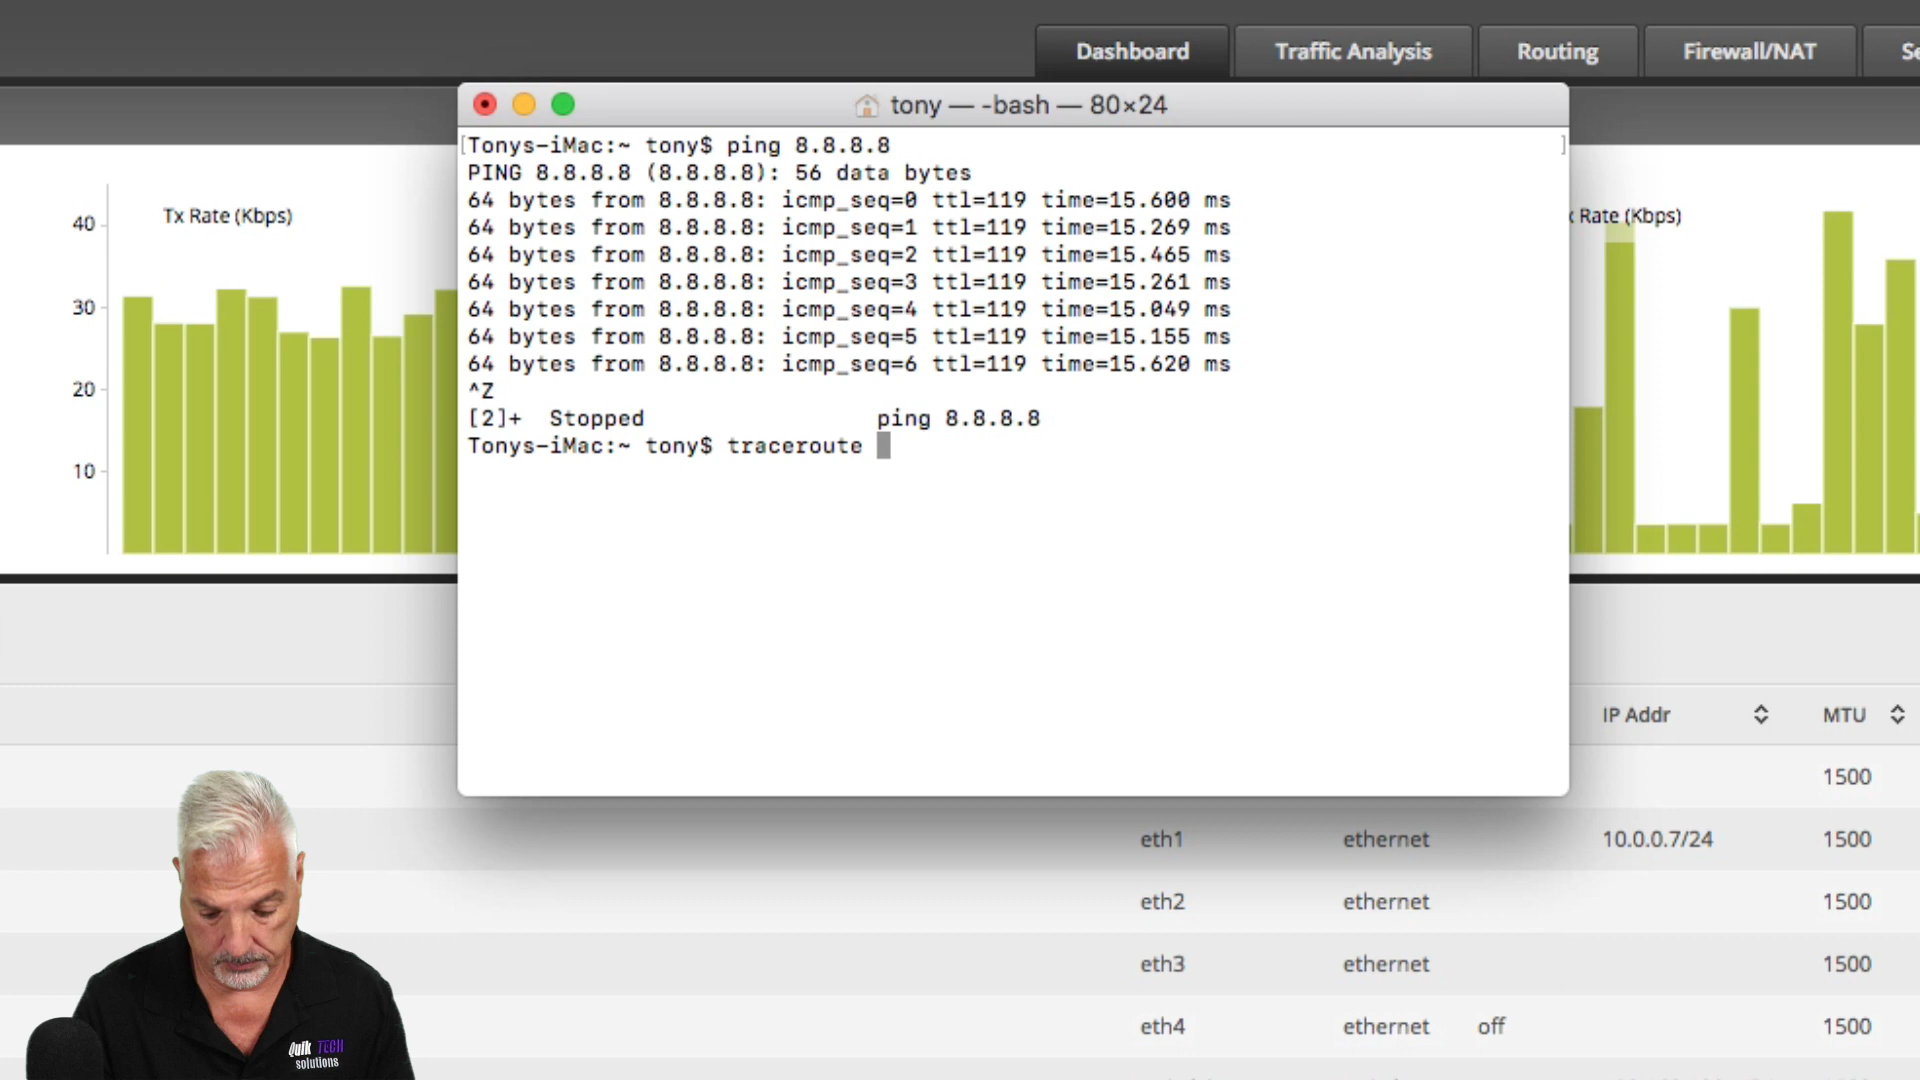 Dashboard
Traffic Analysis
Routing
Firewall/NAT
tony — -bash — 80×24
[Tonys-iMac:~ tony$ ping 8.8.8.8 ]
PING 8.8.8.8 (8.8.8.8): 56 data bytes
64 bytes from 8.8.8.8: icmp_seq=0 ttl=119 time=15.600 ms
64 bytes from 8.8.8.8: icmp_seq=1 ttl=119 time=15.269 ms
64 bytes from 8.8.8.8: icmp_seq=2 ttl=119 time=15.465 ms
64 bytes from 8.8.8.8: icmp_seq=3 ttl=119 time=15.261 ms
64 bytes from 8.8.8.8: icmp_seq=4 ttl=119 time=15.049 ms
64 bytes from 8.8.8.8: icmp_seq=5 ttl=119 time=15.155 ms
64 bytes from 8.8.8.8: icmp_seq=6 ttl=119 time=15.620 ms
^Z
[2]+  Stopped                 ping 8.8.8.8
Tonys-iMac:~ tony$ traceroute
Tx Rate (Kbps)
40
30
20
10
Rate (Kbps)
IP Addr
MTU
1500
eth1 ethernet 10.0.0.7/24 1500
eth2 ethernet 1500
eth3 ethernet 1500
eth4 ethernet off 1500
Quik TECH
solutions